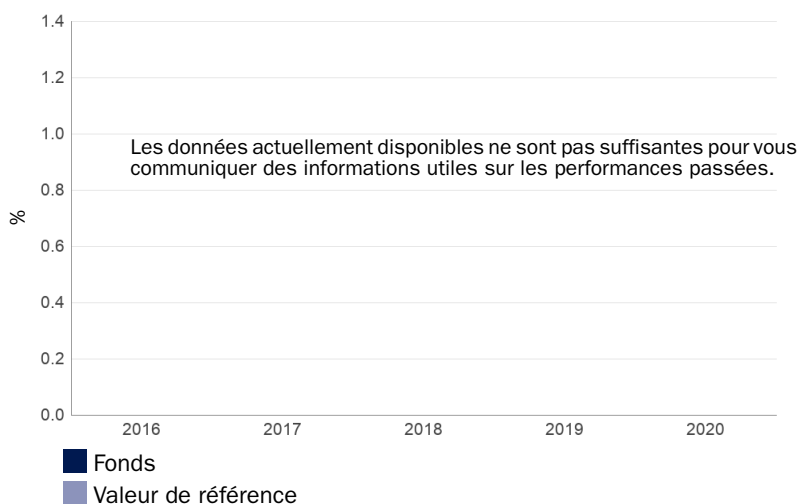 1.4
1.2
1.0
Les données actuellement disponibles ne sont pas suffisantes pour vous
communiquer des informations utiles sur les performances passées.
0.8
%
0.6
0.4
0.2
0.0
2016 2017 2018 2019 2020
Fonds
Valeur de référence